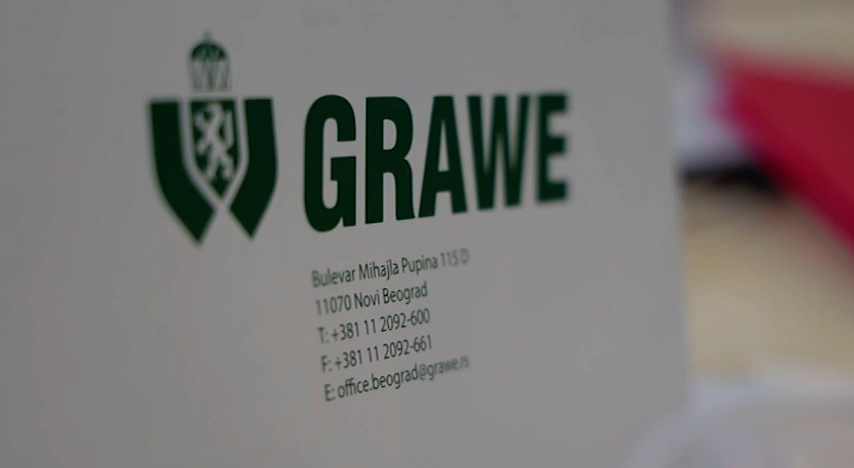 GRAWE
Bulevar Mihajla Pupina 115 D
11070 Novi Beograd
T: +381 11 2092-600
F: +381 11 2092-661
E: office.beograd@grawe.rs